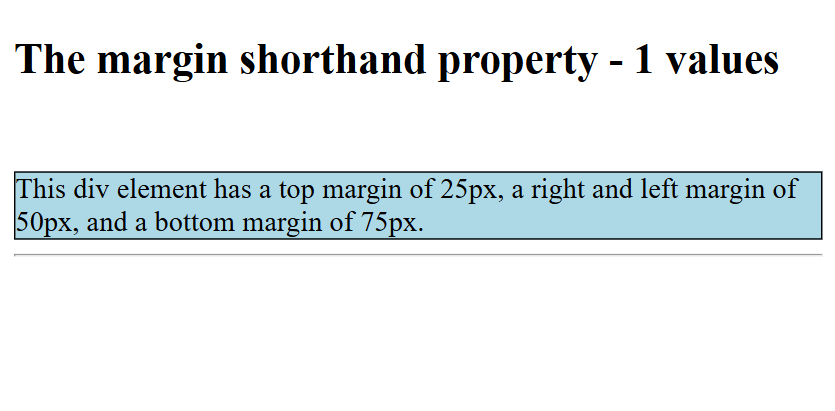 The margin shorthand property - 1 values
This div element has a top margin of 25px, a right and left margin of
50px, and a bottom margin of 75px.